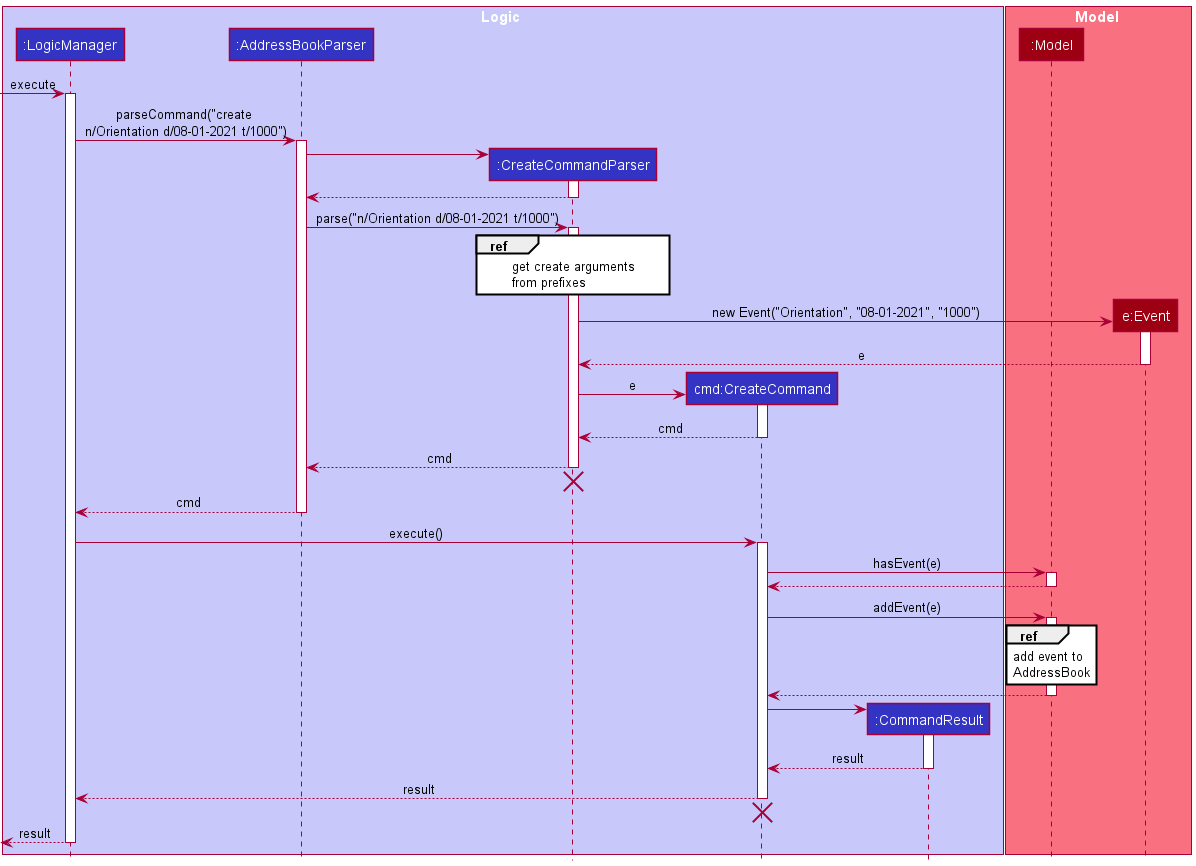 Logic
Model
:LogicManager
:AddressBookParser
:Model
execute
parseCommand("create
n/Orientation d/08-01-2021 t/1000")
:CreateCommandParser
parse("n/Orientation d/08-01-2021 t/1000")
ref
get create arguments
from prefixes
new Event("Orientation", "08-01-2021", "1000")
e:Event
e
e
cmd:CreateCommand
cmd
cmd
cmd
execute()
hasEvent(e)
addEvent(e)
ref
add event to
AddressBook
:CommandResult
result
result
result